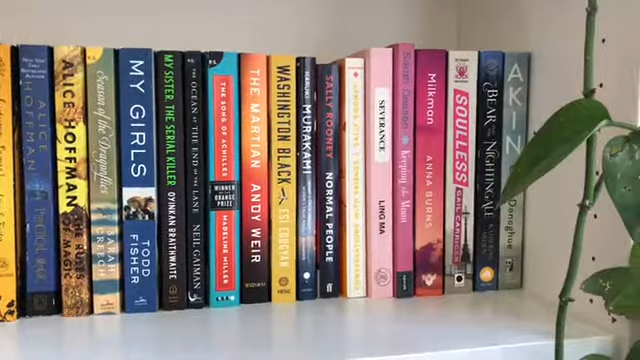 ALICE
HOFFMAN
ALICE HOFFMAN
THE RULES
OF MAGIC
Season of the Dragonflies
SARAH
CREECH
MY GIRLS
TODD
FISHER
MY SISTER, THE SERIAL KILLER
OYINKAN BRAITHWAITE
THE OCEAN AT THE END OF THE LANE
NEIL GAIMAN
THE SONG OF ACHILLES
WINNER
OF THE
ORANGE
PRIZE
MADELINE MILLER
THE MARTIAN
ANDY WEIR
WASHINGTON BLACK
ESI EDUGYAN
HARUKI
MURAKAMI
SALLY ROONEY
NORMAL PEOPLE
SEVERANCE
LING MA
Keeping the Moon
Milkman
ANNA BURNS
SOULLESS
GAIL CARRIGER
The BEAR and the NIGHTINGALE
AKIN
Donoghue